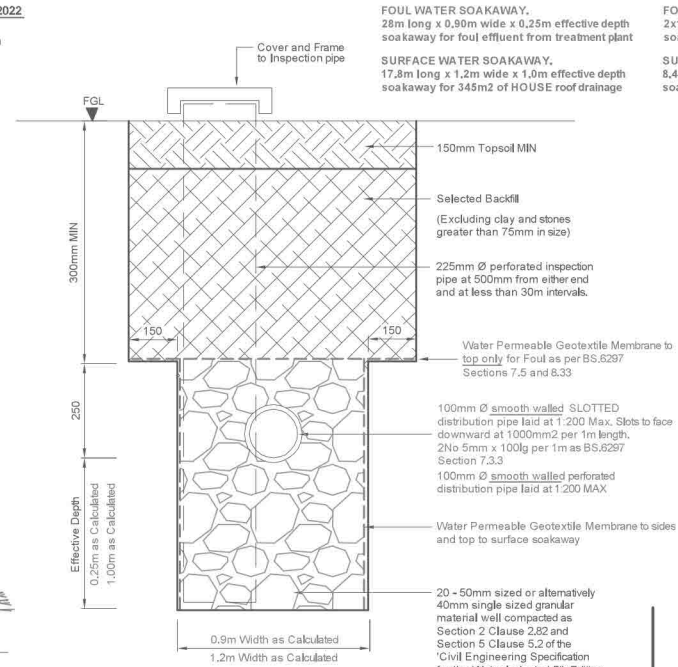 2022
FOUL WATER SOAKAWAY.
28m long x 0.90m wide x 0.25m effective depth
soakaway for foul effluent from treatment plant
SURFACE WATER SOAKAWAY.
17.8m long x 1.2m wide x 1.0m effective depth
soakaway for 345m2 of HOUSE roof drainage
FO
2x
soa
SU
8.4
soa
Cover and Frame
to Inspection pipe
FGL
150mm Topsoil MIN
Selected Backfill
(Excluding clay and stones
greater than 75mm in size)
300mm MIN
225mm Ø perforated inspection
pipe at 500mm from either end
and at less than 30m intervals.
150
150
Water Permeable Geotextile Membrane to
top only for Foul as per BS.6297
Sections 7.5 and 8.33
250
100mm Ø smooth walled SLOTTED
distribution pipe laid at 1:200 Max. Slots to face
downward at 1000mm2 per 1m length.
2No 5mm x 100lg per 1m as BS.6297
Section 7.3.3
100mm Ø smooth walled perforated
distribution pipe laid at 1:200 MAX
Effective Depth
0.25m as Calculated
1.00m as Calculated
Water Permeable Geotextile Membrane to sides
and top to surface soakaway
20 - 50mm sized or alternatively
40mm single sized granular
material well compacted as
Section 2 Clause 2.82 and
Section 5 Clause 5.2 of the
'Civil Engineering Specification
0.9m Width as Calculated
1.2m Width as Calculated